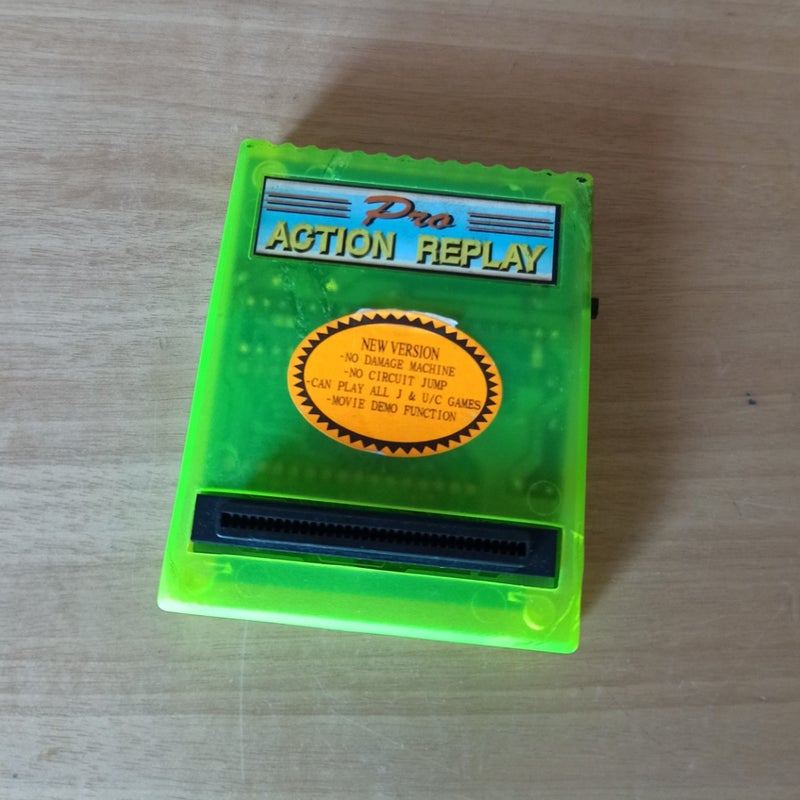 Pro
ACTION REPLAY
NEW VERSION
-NO DAMAGE MACHINE
-NO CIRCUIT JUMP
-CAN PLAY ALL J & U/C GAMES
-MOVIE DEMO FUNCTION